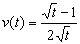 v(t) = (√t − 1) / (2√t)